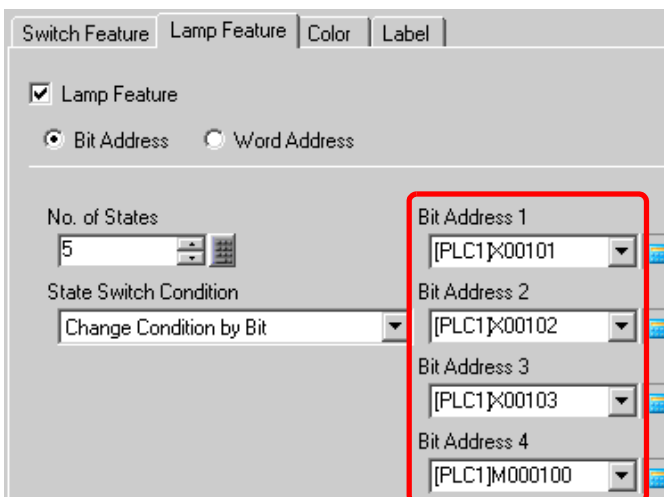 Switch Feature Lamp Feature Color Label
Lamp Feature
Bit Address Word Address
No. of States
5
State Switch Condition
Change Condition by Bit
Bit Address 1
[PLC1]X00101
Bit Address 2
[PLC1]X00102
Bit Address 3
[PLC1]X00103
Bit Address 4
[PLC1]M000100